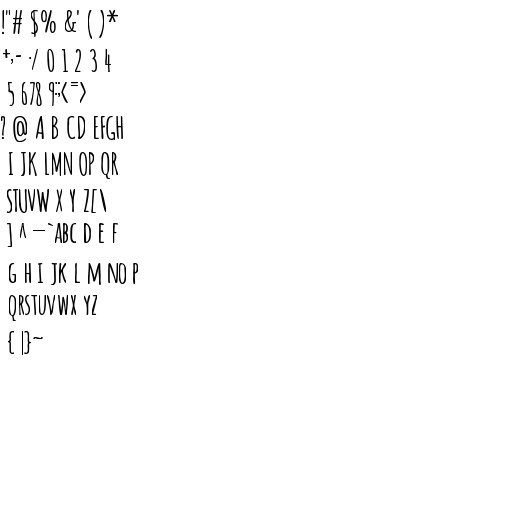 !"# $% &' ( )*
+,- ./ 0 1 2 3 4
5 678 9:;< = >
? @ A B CD EFGH
I JK LMN OP QR
STUVW X Y Z[\
] ^ _`ABC D E F
G H I JK L M NO P
QRSTUVWX YZ
{ |}~